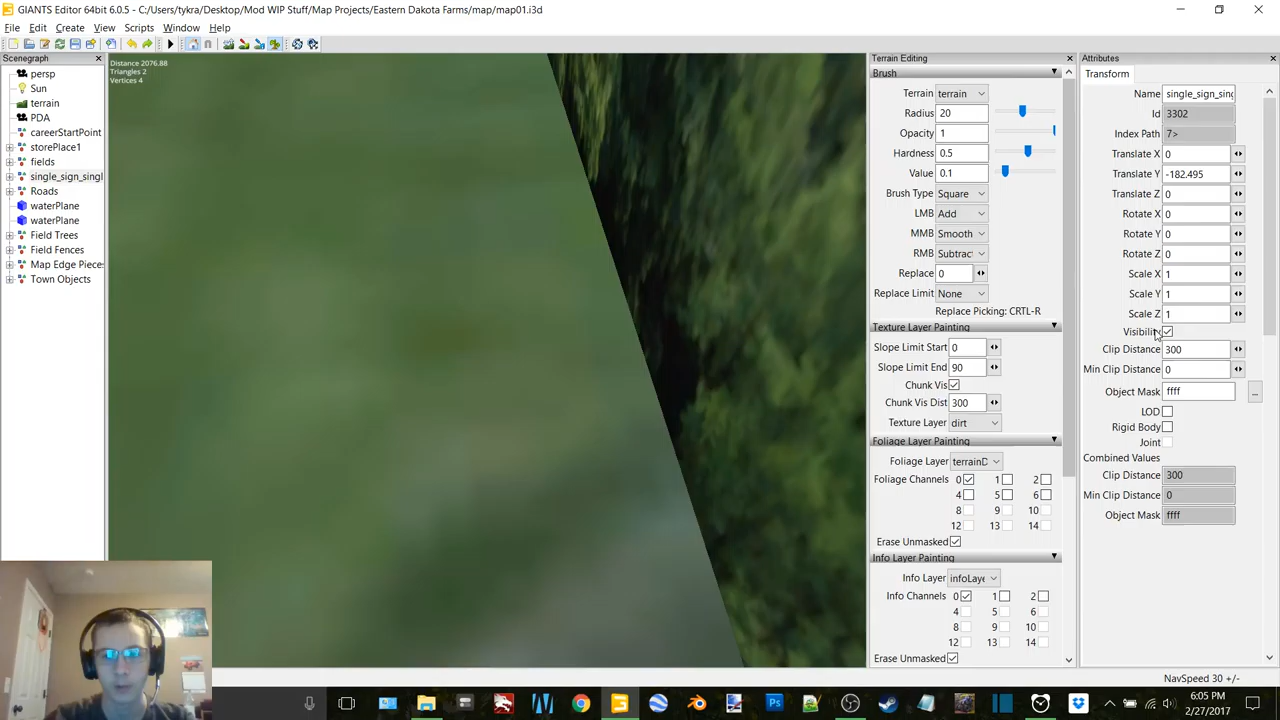 GIANTS Editor 64bit 6.0.5 - C:/Users/tykra/Desktop/Mod WIP Stuff/Map Projects/Eastern Dakota Farms/map/map01.i3d
File Edit View Create Scripts Window Help
Scenegraph
persp
Sun
terrain
PDA
careerStartPoint
storePlace1
fields
single_sign_singl
Roads
waterPlane
waterPlane
Field Trees
Field Fences
Map Edge Pieces
Town Objects
Distance 2076.88
Triangles 2
Vertices 4
Terrain Editing
Brush
Terrain terrain
Radius 20
Opacity 1
Hardness 0.5
Value 0.1
Brush Type Square
LMB Add
MMB Smooth
RMB Subtract
Replace 0
Replace Limit None
Replace Picking: CRTL-R
Texture Layer Painting
Slope Limit Start 0
Slope Limit End 90
Chunk Vis
Chunk Vis Dist 300
Texture Layer dirt
Foliage Layer Painting
Foliage Layer terrainD
Foliage Channels 0 1 2
4 5 6
8 9 10
12 13 14
Erase Unmasked
Info Layer Painting
Info Layer infoLaye
Info Channels 0 1 2
4 5 6
8 9 10
12 13 14
Erase Unmasked
Attributes
Transform
Name single_sign_sing
Id 3302
Index Path 7>
Translate X 0
Translate Y -182.495
Translate Z 0
Rotate X 0
Rotate Y 0
Rotate Z 0
Scale X 1
Scale Y 1
Scale Z 1
Visibility
Clip Distance 300
Min Clip Distance 0
Object Mask ffff ...
LOD
Rigid Body
Joint
Combined Values
Clip Distance 300
Min Clip Distance 0
Object Mask ffff
NavSpeed 30 +/-
6:05 PM
2/27/2017